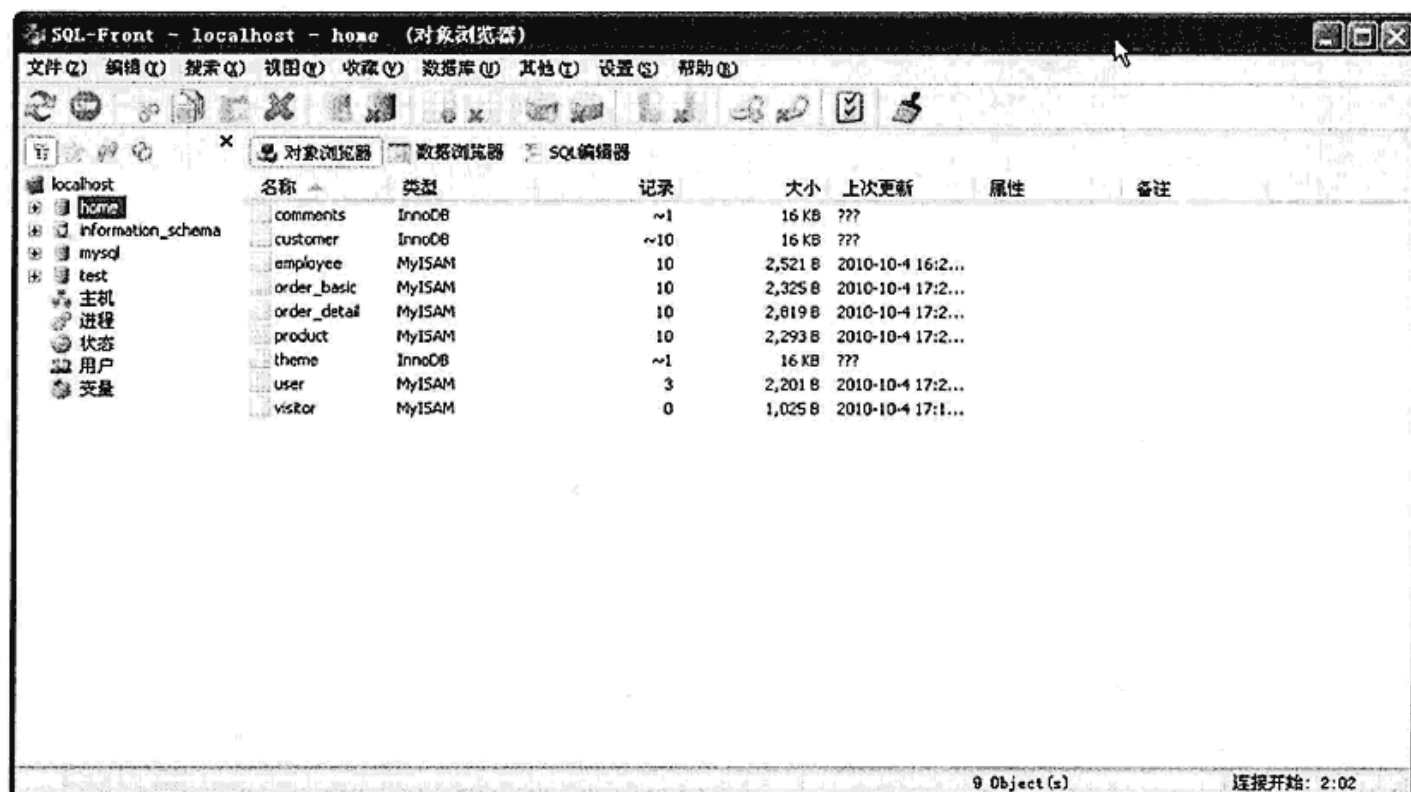 SQL-Front - localhost - home (对象浏览器)
文件(Z) 编辑(Y) 搜索(X) 视图(W) 收藏(V) 数据库(U) 其他(T) 设置(S) 帮助(R)
对象浏览器 数据浏览器 SQL编辑器
localhost
home
information_schema
mysql
test
主机
进程
状态
用户
变量
名称 类型 记录 大小 上次更新 属性 备注
comments InnoDB ~1 16 KB ???
customer InnoDB ~10 16 KB ???
employee MyISAM 10 2,521 B 2010-10-4 16:2...
order_basic MyISAM 10 2,325 B 2010-10-4 17:2...
order_detail MyISAM 10 2,819 B 2010-10-4 17:2...
product MyISAM 10 2,293 B 2010-10-4 17:2...
theme InnoDB ~1 16 KB ???
user MyISAM 3 2,201 B 2010-10-4 17:2...
visitor MyISAM 0 1,025 B 2010-10-4 17:1...
9 Object(s) 连接开始: 2:02